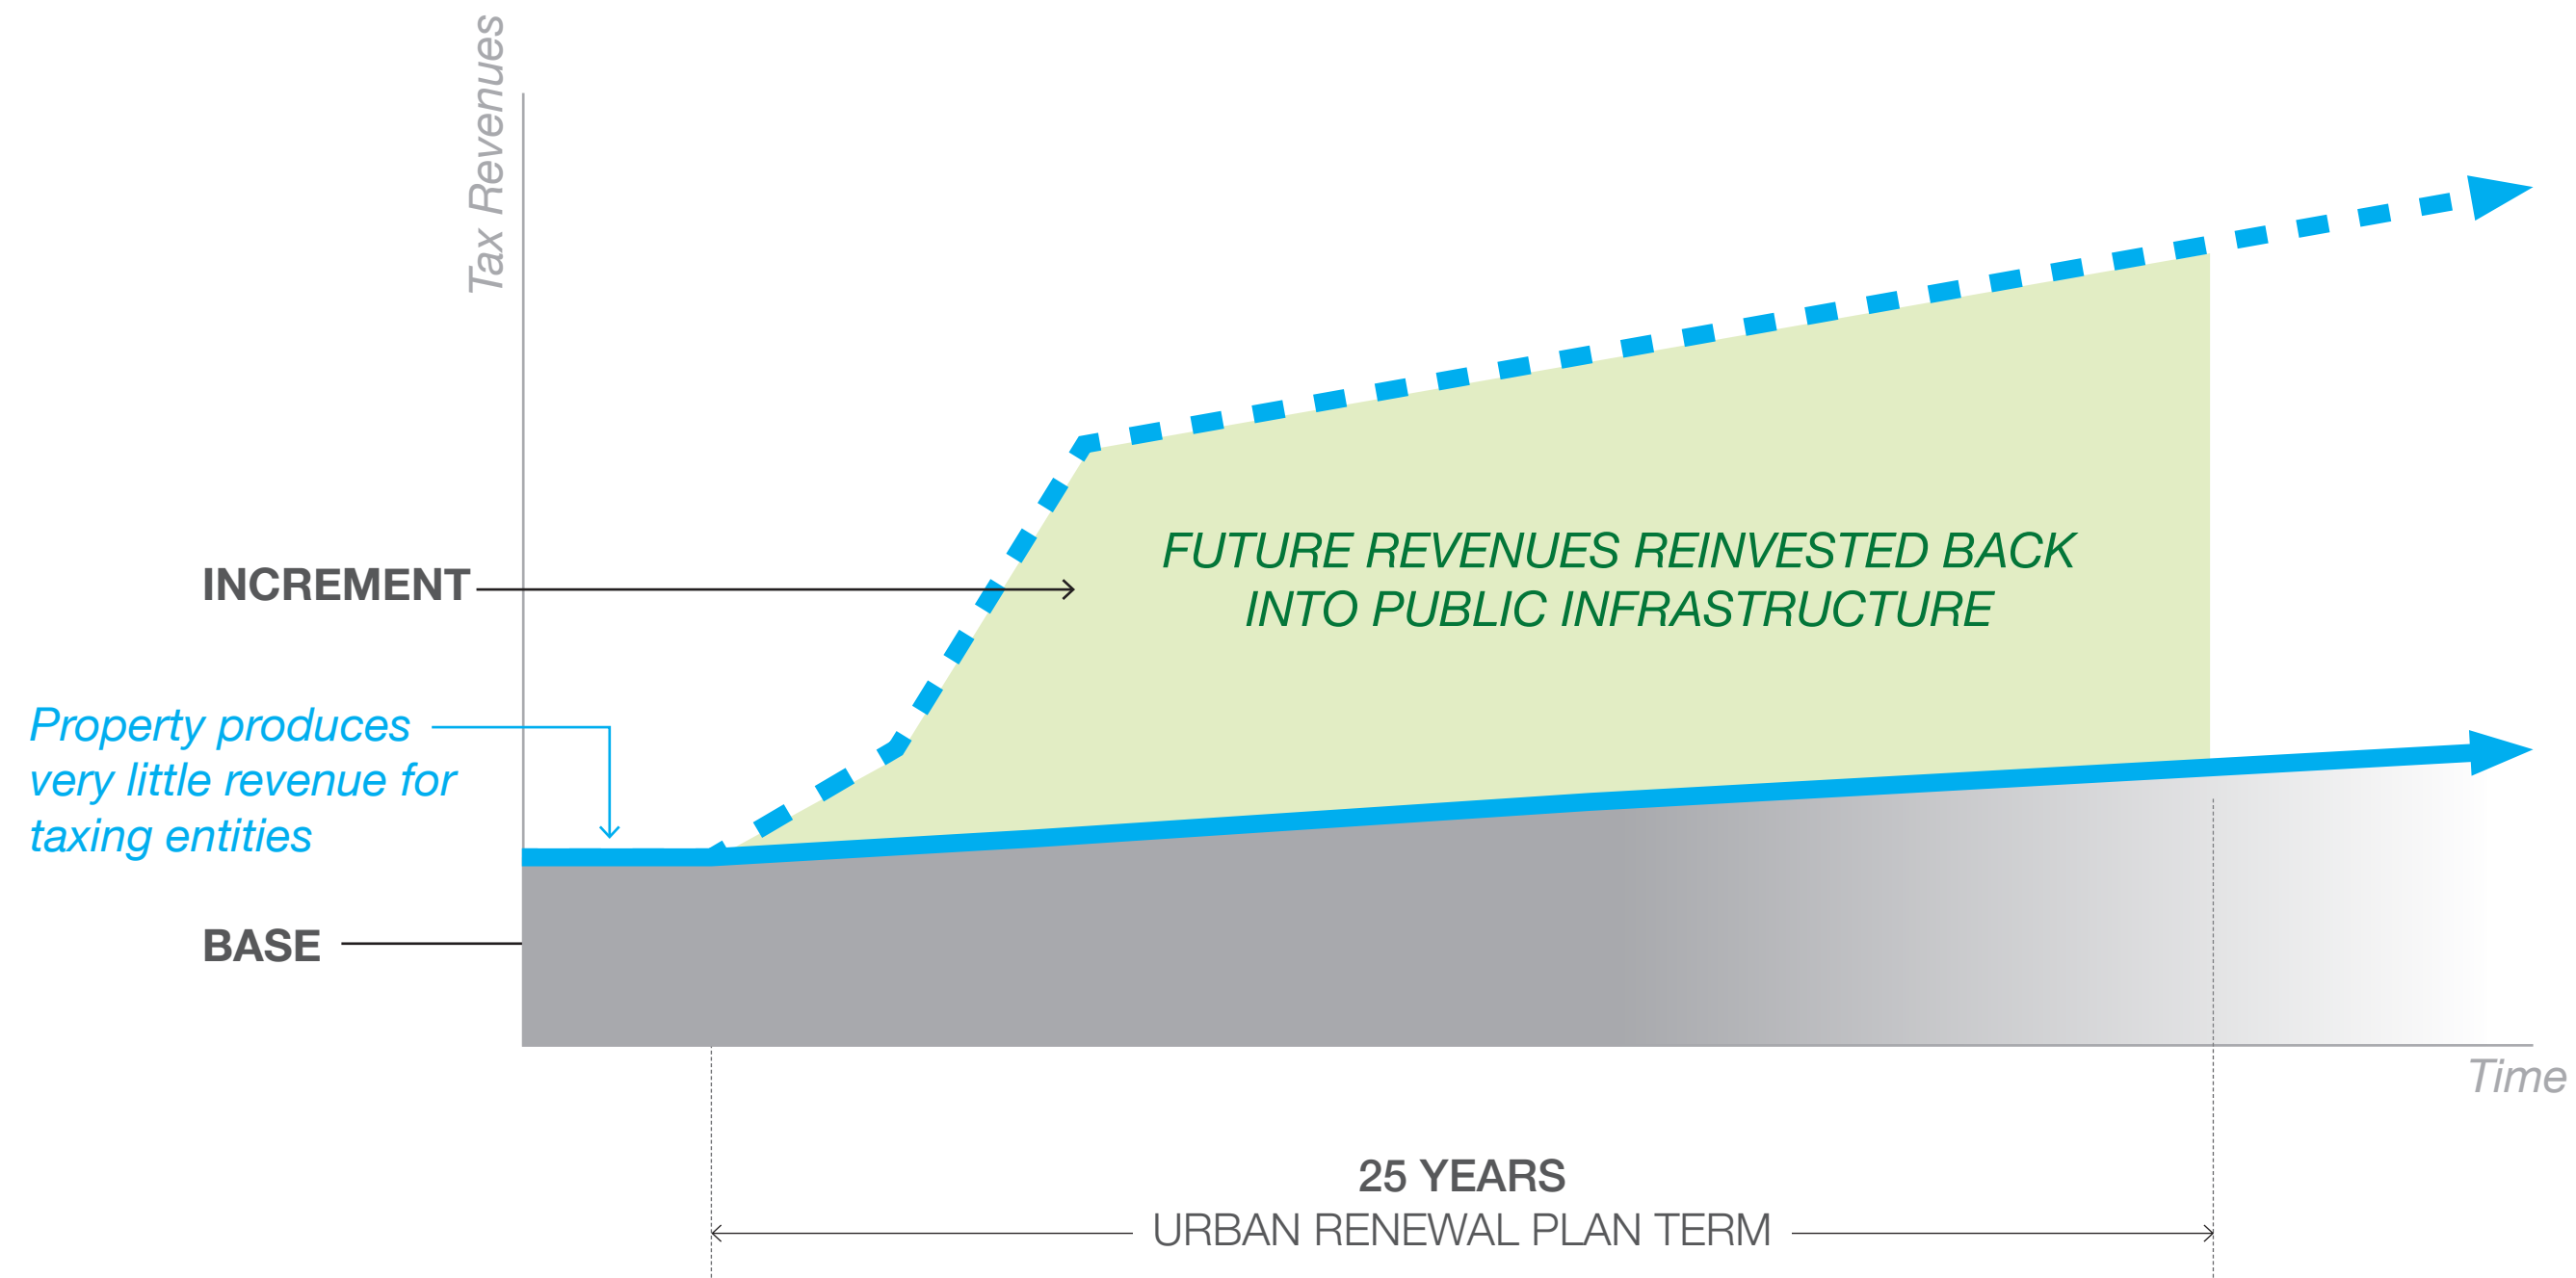 Tax Revenues
INCREMENT
FUTURE REVENUES REINVESTED BACK
INTO PUBLIC INFRASTRUCTURE
Property produces
very little revenue for
taxing entities
BASE
Time
25 YEARS
URBAN RENEWAL PLAN TERM